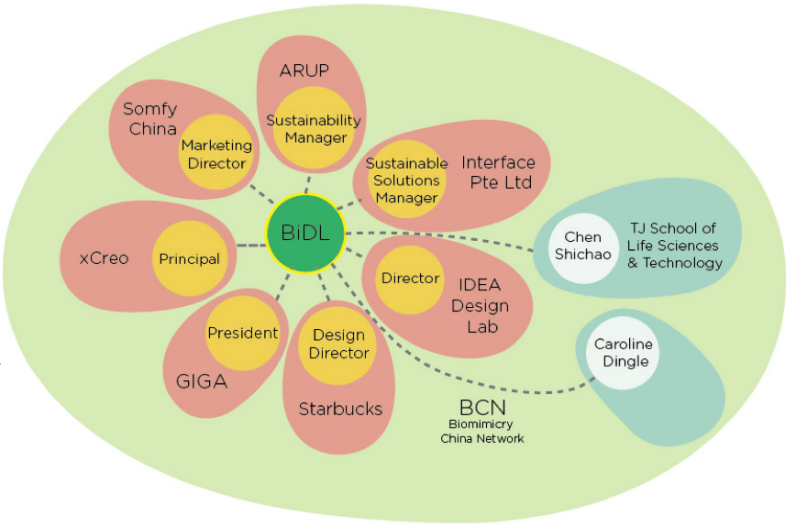 ARUP
Sustainability
Manager
Somfy
China
Marketing
Director
Sustainable
Solutions
Manager
Interface
Pte Ltd
BiDL
xCreo
Principal
Chen
Shichao
TJ School of
Life Sciences
& Technology
Director
IDEA
Design
Lab
President
GIGA
Design
Director
Starbucks
Caroline
Dingle
BCN
Biomimicry
China Network